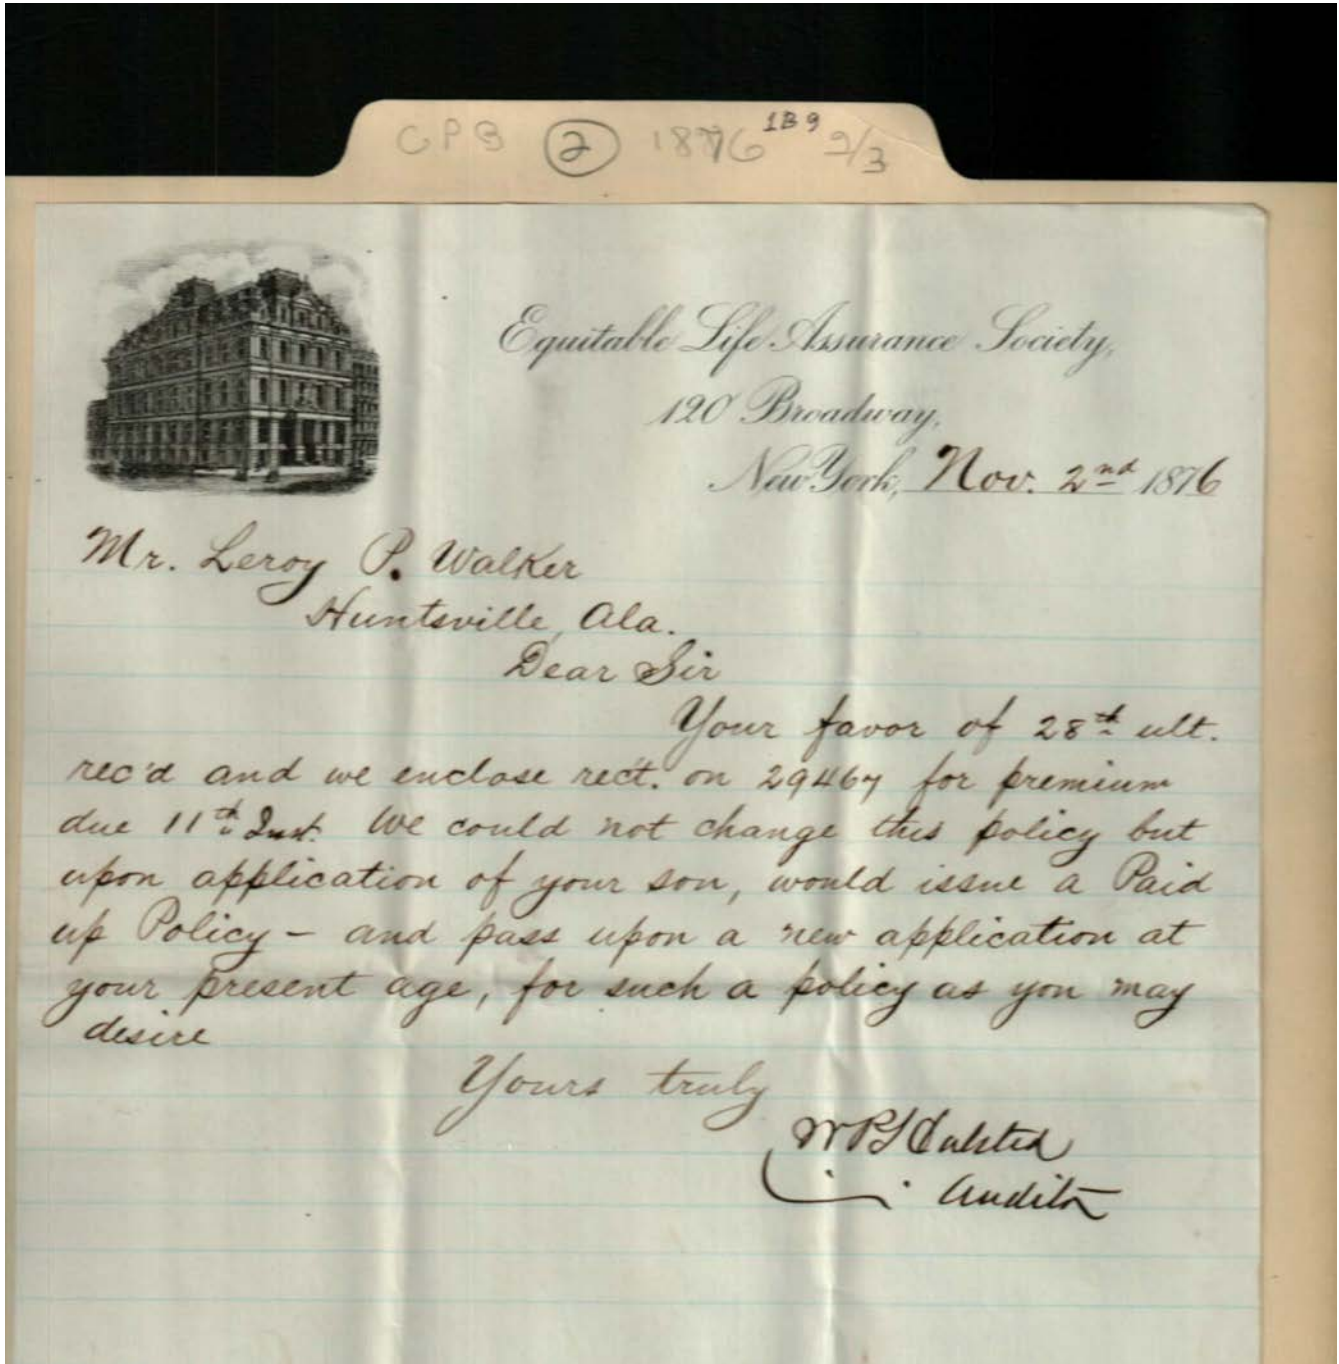 CPB 2 1876 1B9 2/3
Equitable Life Assurance Society,
120 Broadway,
New York, Nov. 2nd 1876
Mr. Leroy P. Walker
Huntsville, Ala.
Dear Sir
Your favor of 28th ult.
rec'd and we enclose rect. on 29467 for premium
due 11th Inst. We could not change this policy but
upon application of your son, would issue a Paid
up Policy – and pass upon a new application at
your present age, for such a policy as you may
desire
Yours truly
Auditor